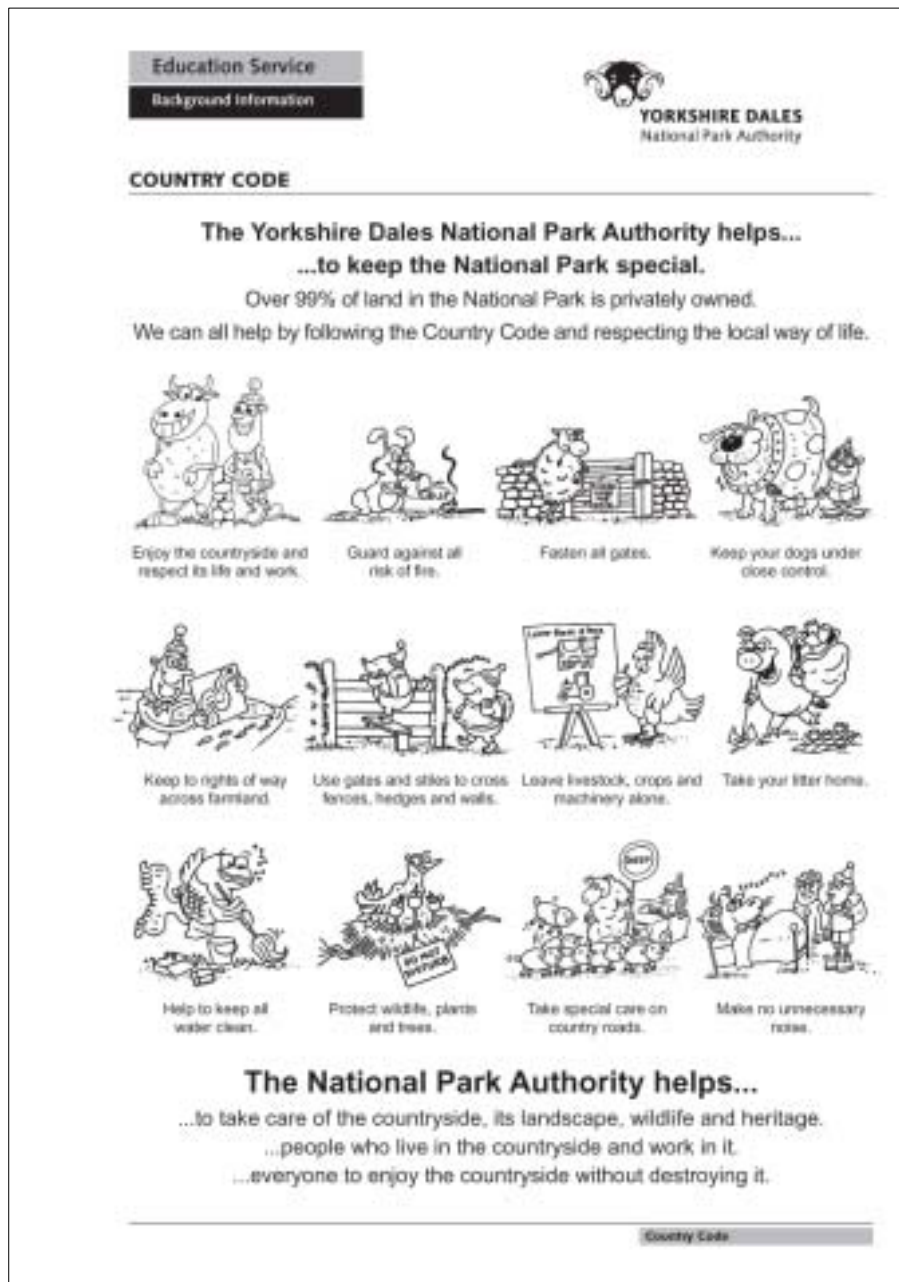 Education Service
Background Information
YORKSHIRE DALES
National Park Authority
COUNTRY CODE
The Yorkshire Dales National Park Authority helps...
...to keep the National Park special.
Over 99% of land in the National Park is privately owned.
We can all help by following the Country Code and respecting the local way of life.
Enjoy the countryside and
respect its life and work.
Guard against all
risk of fire.
Fasten all gates.
Keep your dogs under
close control.
Keep to rights of way
across farmland.
Use gates and stiles to cross
fences, hedges and walls.
Leave livestock, crops and
machinery alone.
Take your litter home.
DO NOT
DISTURB
Help to keep all
water clean.
Protect wildlife, plants
and trees.
Take special care on
country roads.
Make no unnecessary
noise.
The National Park Authority helps...
...to take care of the countryside, its landscape, wildlife and heritage.
...people who live in the countryside and work in it.
...everyone to enjoy the countryside without destroying it.
Country Code